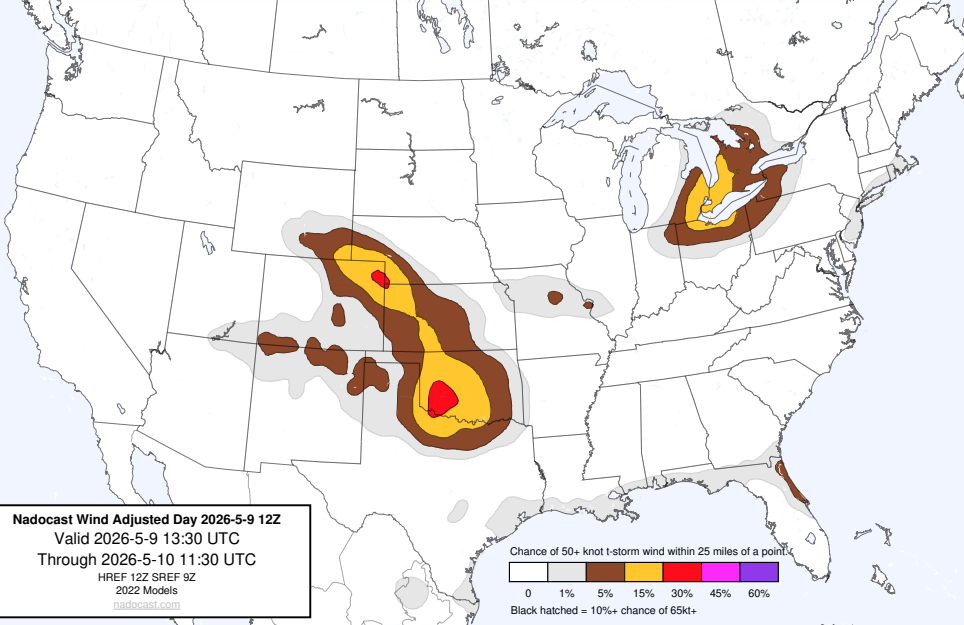 Nadocast Wind Adjusted Day 2026-5-9 12Z
Valid 2026-5-9 13:30 UTC
Through 2026-5-10 11:30 UTC
HREF 12Z SREF 9Z
2022 Models
nadocast.com
Chance of 50+ knot t-storm wind within 25 miles of a point.
0 1% 5% 15% 30% 45% 60%
Black hatched = 10%+ chance of 65kt+